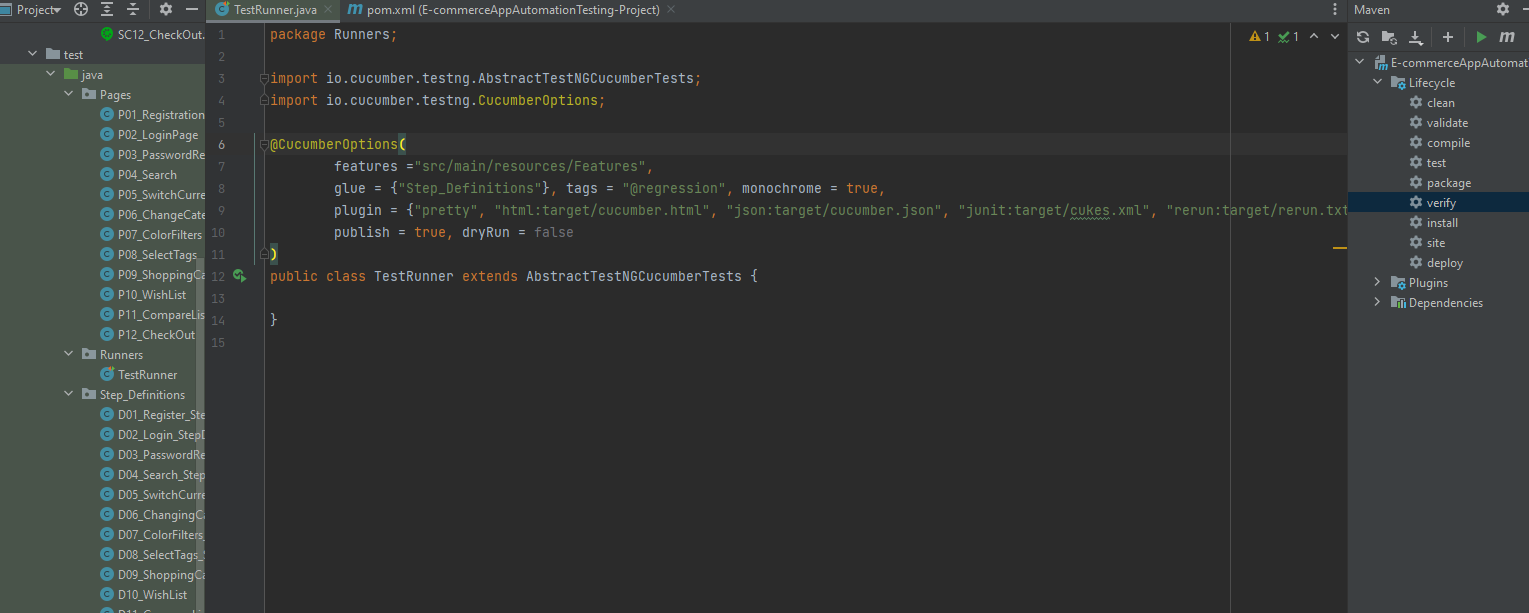 Project
TestRunner.java
pom.xml (E-commerceAppAutomationTesting-Project)
Maven
SC12_CheckOut.
test
java
Pages
P01_Registration
P02_LoginPage
P03_PasswordRe
P04_Search
P05_SwitchCurre
P06_ChangeCate
P07_ColorFilters
P08_SelectTags
P09_ShoppingCa
P10_WishList
P11_CompareLis
P12_CheckOut
Runners
TestRunner
Step_Definitions
D01_Register_Ste
D02_Login_StepD
D03_PasswordRe
D04_Search_Step
D05_SwitchCurre
D06_ChangingCa
D07_ColorFilters_
D08_SelectTags_S
D09_ShoppingCa
D10_WishList
1 package Runners;
2
3 import io.cucumber.testng.AbstractTestNGCucumberTests;
4 import io.cucumber.testng.CucumberOptions;
5
6 @CucumberOptions(
7 features ="src/main/resources/Features",
8 glue = {"Step_Definitions"}, tags = "@regression", monochrome = true,
9 plugin = {"pretty", "html:target/cucumber.html", "json:target/cucumber.json", "junit:target/cukes.xml", "rerun:target/rerun.txt
10 publish = true, dryRun = false
11 )
12 public class TestRunner extends AbstractTestNGCucumberTests {
13
14 }
15
1 1
E-commerceAppAutomat
Lifecycle
clean
validate
compile
test
package
verify
install
site
deploy
Plugins
Dependencies